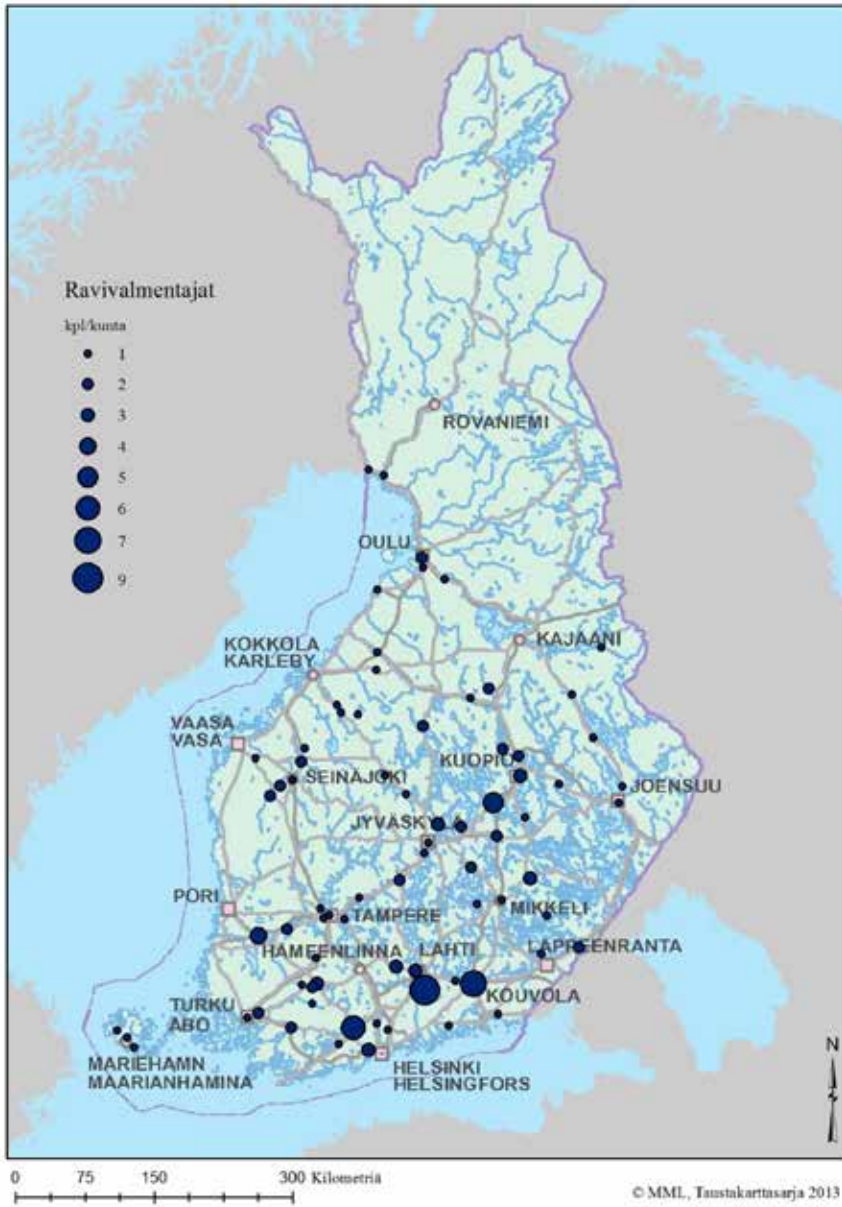 Ravivalmentajat
kpl/kunta
1
2
3
4
5
6
7
9
ROVANIEMI
OULU
KAJAANI
KOKKOLA
KARLEBY
VAASA
VASA
KUOPIO
SEINÄJOKI
JOENSUU
JYVÄSKYLÄ
PORI
TAMPERE
MIKKELI
HÄMEENLINNA
LAHTI
LAPPEENRANTA
KOUVOLA
TURKU
ÅBO
MARIEHAMN
MAARIANHAMINA
HELSINKI
HELSINGFORS
N
0 75 150 300 Kilometriä
© MML, Taustakarttasarja 2013